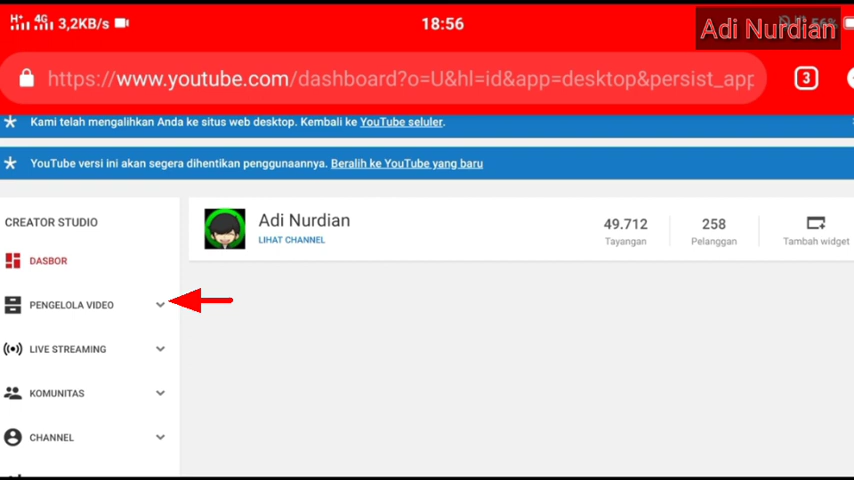 H+ 4G 3,2KB/s 18:56 56%
Adi Nurdian
https://www.youtube.com/dashboard?o=U&hl=id&app=desktop&persist_app 3
Kami telah mengalihkan Anda ke situs web desktop. Kembali ke YouTube seluler.
YouTube versi ini akan segera dihentikan penggunaannya. Beralih ke YouTube yang baru
CREATOR STUDIO
DASBOR
PENGELOLA VIDEO
LIVE STREAMING
KOMUNITAS
CHANNEL
Adi Nurdian
LIHAT CHANNEL
49.712
Tayangan
258
Pelanggan
Tambah widget